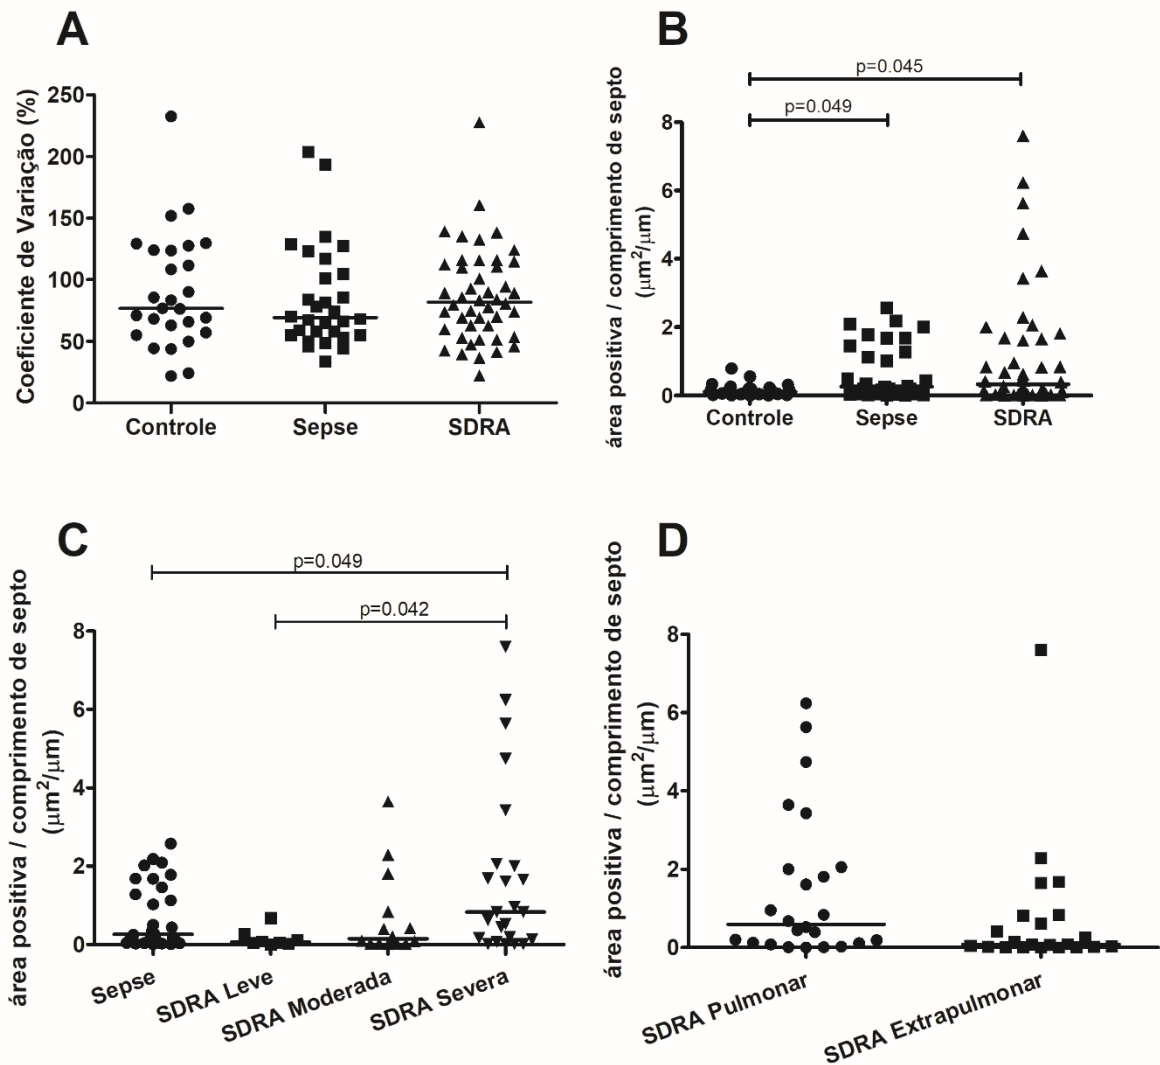 A
Coeficiente de Variação (%)
250
200
150
100
50
0
Controle
Sepse
SDRA
B
p=0.045
p=0.049
área positiva / comprimento de septo
(µm²/µm)
8
6
4
2
0
Controle
Sepse
SDRA
C
p=0.049
p=0.042
área positiva / comprimento de septo
(µm²/µm)
8
6
4
2
0
Sepse
SDRA Leve
SDRA Moderada
SDRA Severa
D
área positiva / comprimento de septo
(µm²/µm)
8
6
4
2
0
SDRA Pulmonar
SDRA Extrapulmonar